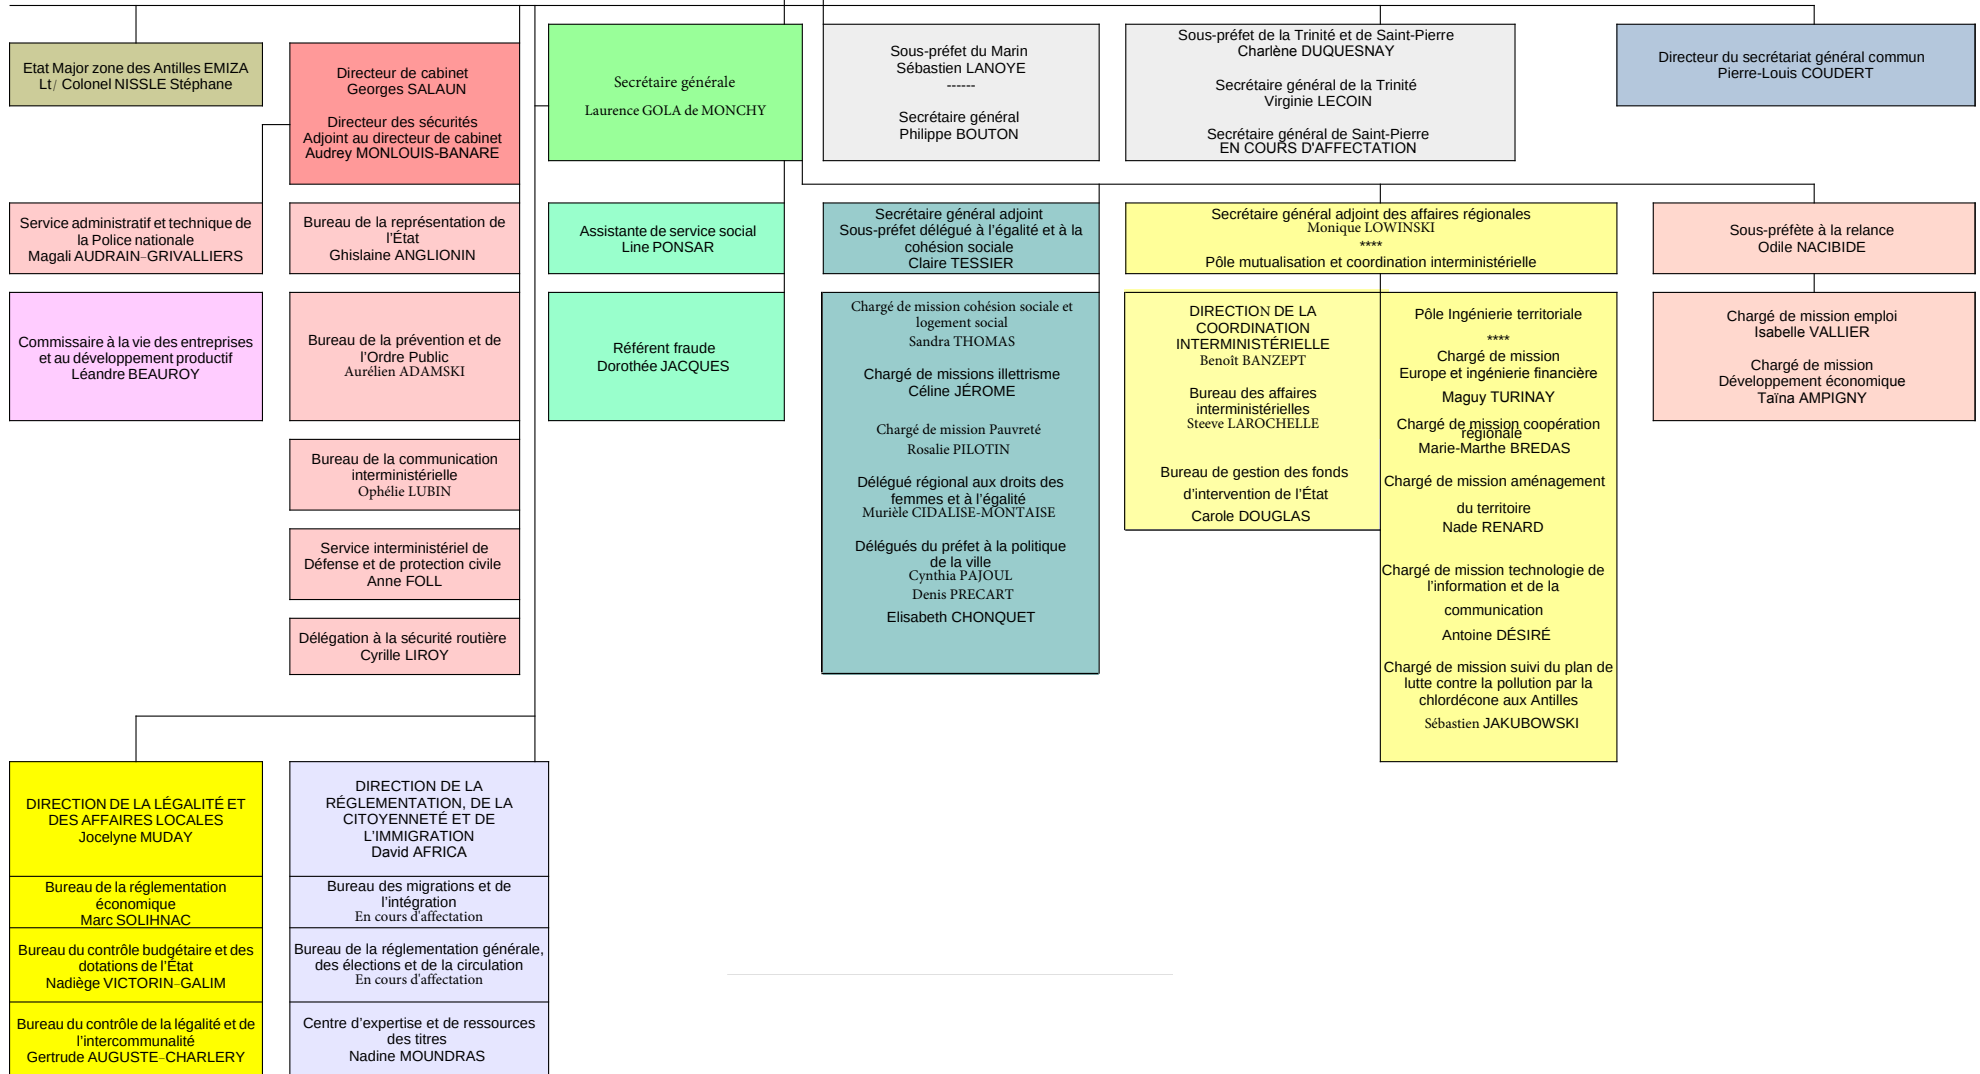 Etat Major zone des Antilles EMIZA
Lt/ Colonel NISSLE Stéphane
Directeur de cabinet
Georges SALAUN
Directeur des sécurités
Adjoint au directeur de cabinet
Audrey MONLOUIS-BANARE
Secrétaire générale
Laurence GOLA de MONCHY
Sous-préfet du Marin
Sébastien LANOYE
------
Secrétaire général
Philippe BOUTON
Sous-préfet de la Trinité et de Saint-Pierre
Charlène DUQUESNAY
Secrétaire général de la Trinité
Virginie LECOIN
Secrétaire général de Saint-Pierre
EN COURS D'AFFECTATION
Directeur du secrétariat général commun
Pierre-Louis COUDERT
Service administratif et technique de
la Police nationale
Magali AUDRAIN-GRIVALLIERS
Bureau de la représentation de
l'État
Ghislaine ANGLIONIN
Assistante de service social
Line PONSAR
Secrétaire général adjoint
Sous-préfet délégué à l'égalité et à la
cohésion sociale
Claire TESSIER
Secrétaire général adjoint des affaires régionales
Monique LOWINSKI
****
Pôle mutualisation et coordination interministérielle
Sous-préfète à la relance
Odile NACIBIDE
Commissaire à la vie des entreprises
et au développement productif
Léandre BEAUROY
Bureau de la prévention et de
l'Ordre Public
Aurélien ADAMSKI
Référent fraude
Dorothée JACQUES
Chargé de mission cohésion sociale et
logement social
Sandra THOMAS
Chargé de missions illettrisme
Céline JÉROME
Chargé de mission Pauvreté
Rosalie PILOTIN
Délégué régional aux droits des
femmes et à l'égalité
Murièle CIDALISE-MONTAISE
Délégués du préfet à la politique
de la ville
Cynthia PAJOUL
Denis PRECART
Elisabeth CHONQUET
DIRECTION DE LA
COORDINATION
INTERMINISTÉRIELLE
Benoît BANZEPT
Bureau des affaires
interministérielles
Steeve LAROCHELLE
Bureau de gestion des fonds
d'intervention de l'État
Carole DOUGLAS
Pôle Ingénierie territoriale
****
Chargé de mission
Europe et ingénierie financière
Maguy TURINAY
Chargé de mission coopération
régionale
Marie-Marthe BREDAS
Chargé de mission aménagement
du territoire
Nade RENARD
Chargé de mission technologie de
l'information et de la
communication
Antoine DÉSIRÉ
Chargé de mission suivi du plan de
lutte contre la pollution par la
chlordécone aux Antilles
Sébastien JAKUBOWSKI
Chargé de mission emploi
Isabelle VALLIER
Chargé de mission
Développement économique
Taïna AMPIGNY
Bureau de la communication
interministérielle
Ophélie LUBIN
Service interministériel de
Défense et de protection civile
Anne FOLL
Délégation à la sécurité routière
Cyrille LIROY
DIRECTION DE LA LÉGALITÉ ET
DES AFFAIRES LOCALES
Jocelyne MUDAY
Bureau de la réglementation
économique
Marc SOLIHNAC
Bureau du contrôle budgétaire et des
dotations de l'État
Nadiège VICTORIN-GALIM
Bureau du contrôle de la légalité et de
l'intercommunalité
Gertrude AUGUSTE-CHARLERY
DIRECTION DE LA
RÉGLEMENTATION, DE LA
CITOYENNETÉ ET DE
L'IMMIGRATION
David AFRICA
Bureau des migrations et de
l'intégration
En cours d'affectation
Bureau de la réglementation générale,
des élections et de la circulation
En cours d'affectation
Centre d'expertise et de ressources
des titres
Nadine MOUNDRAS